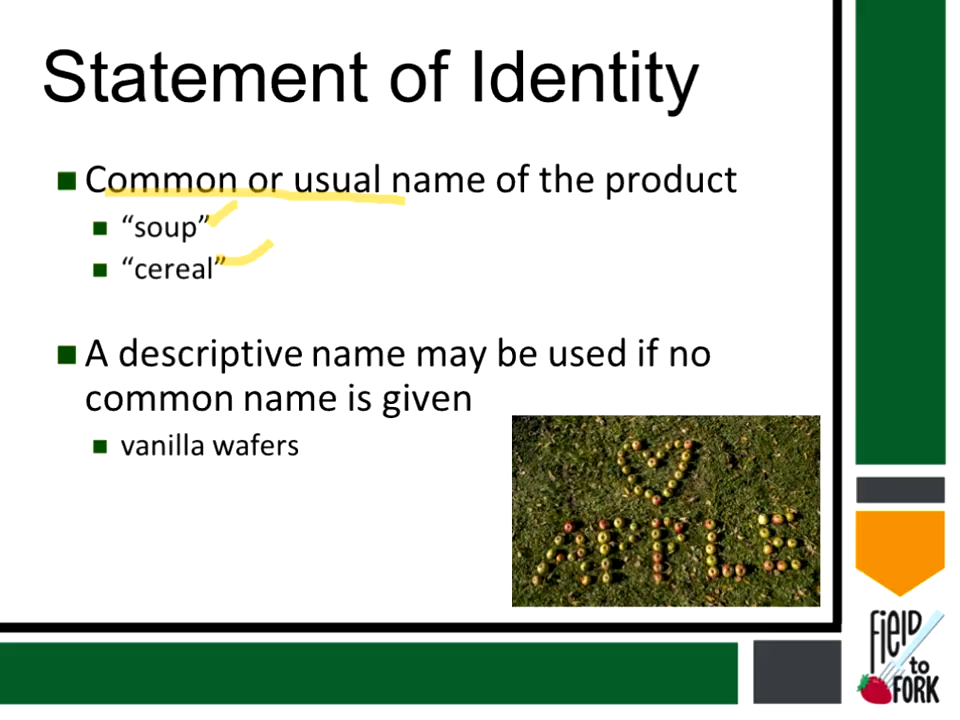 Statement of Identity
Common or usual name of the product
“soup”
“cereal”
A descriptive name may be used if no
common name is given
vanilla wafers
APPLE
FIELD
to
FORK